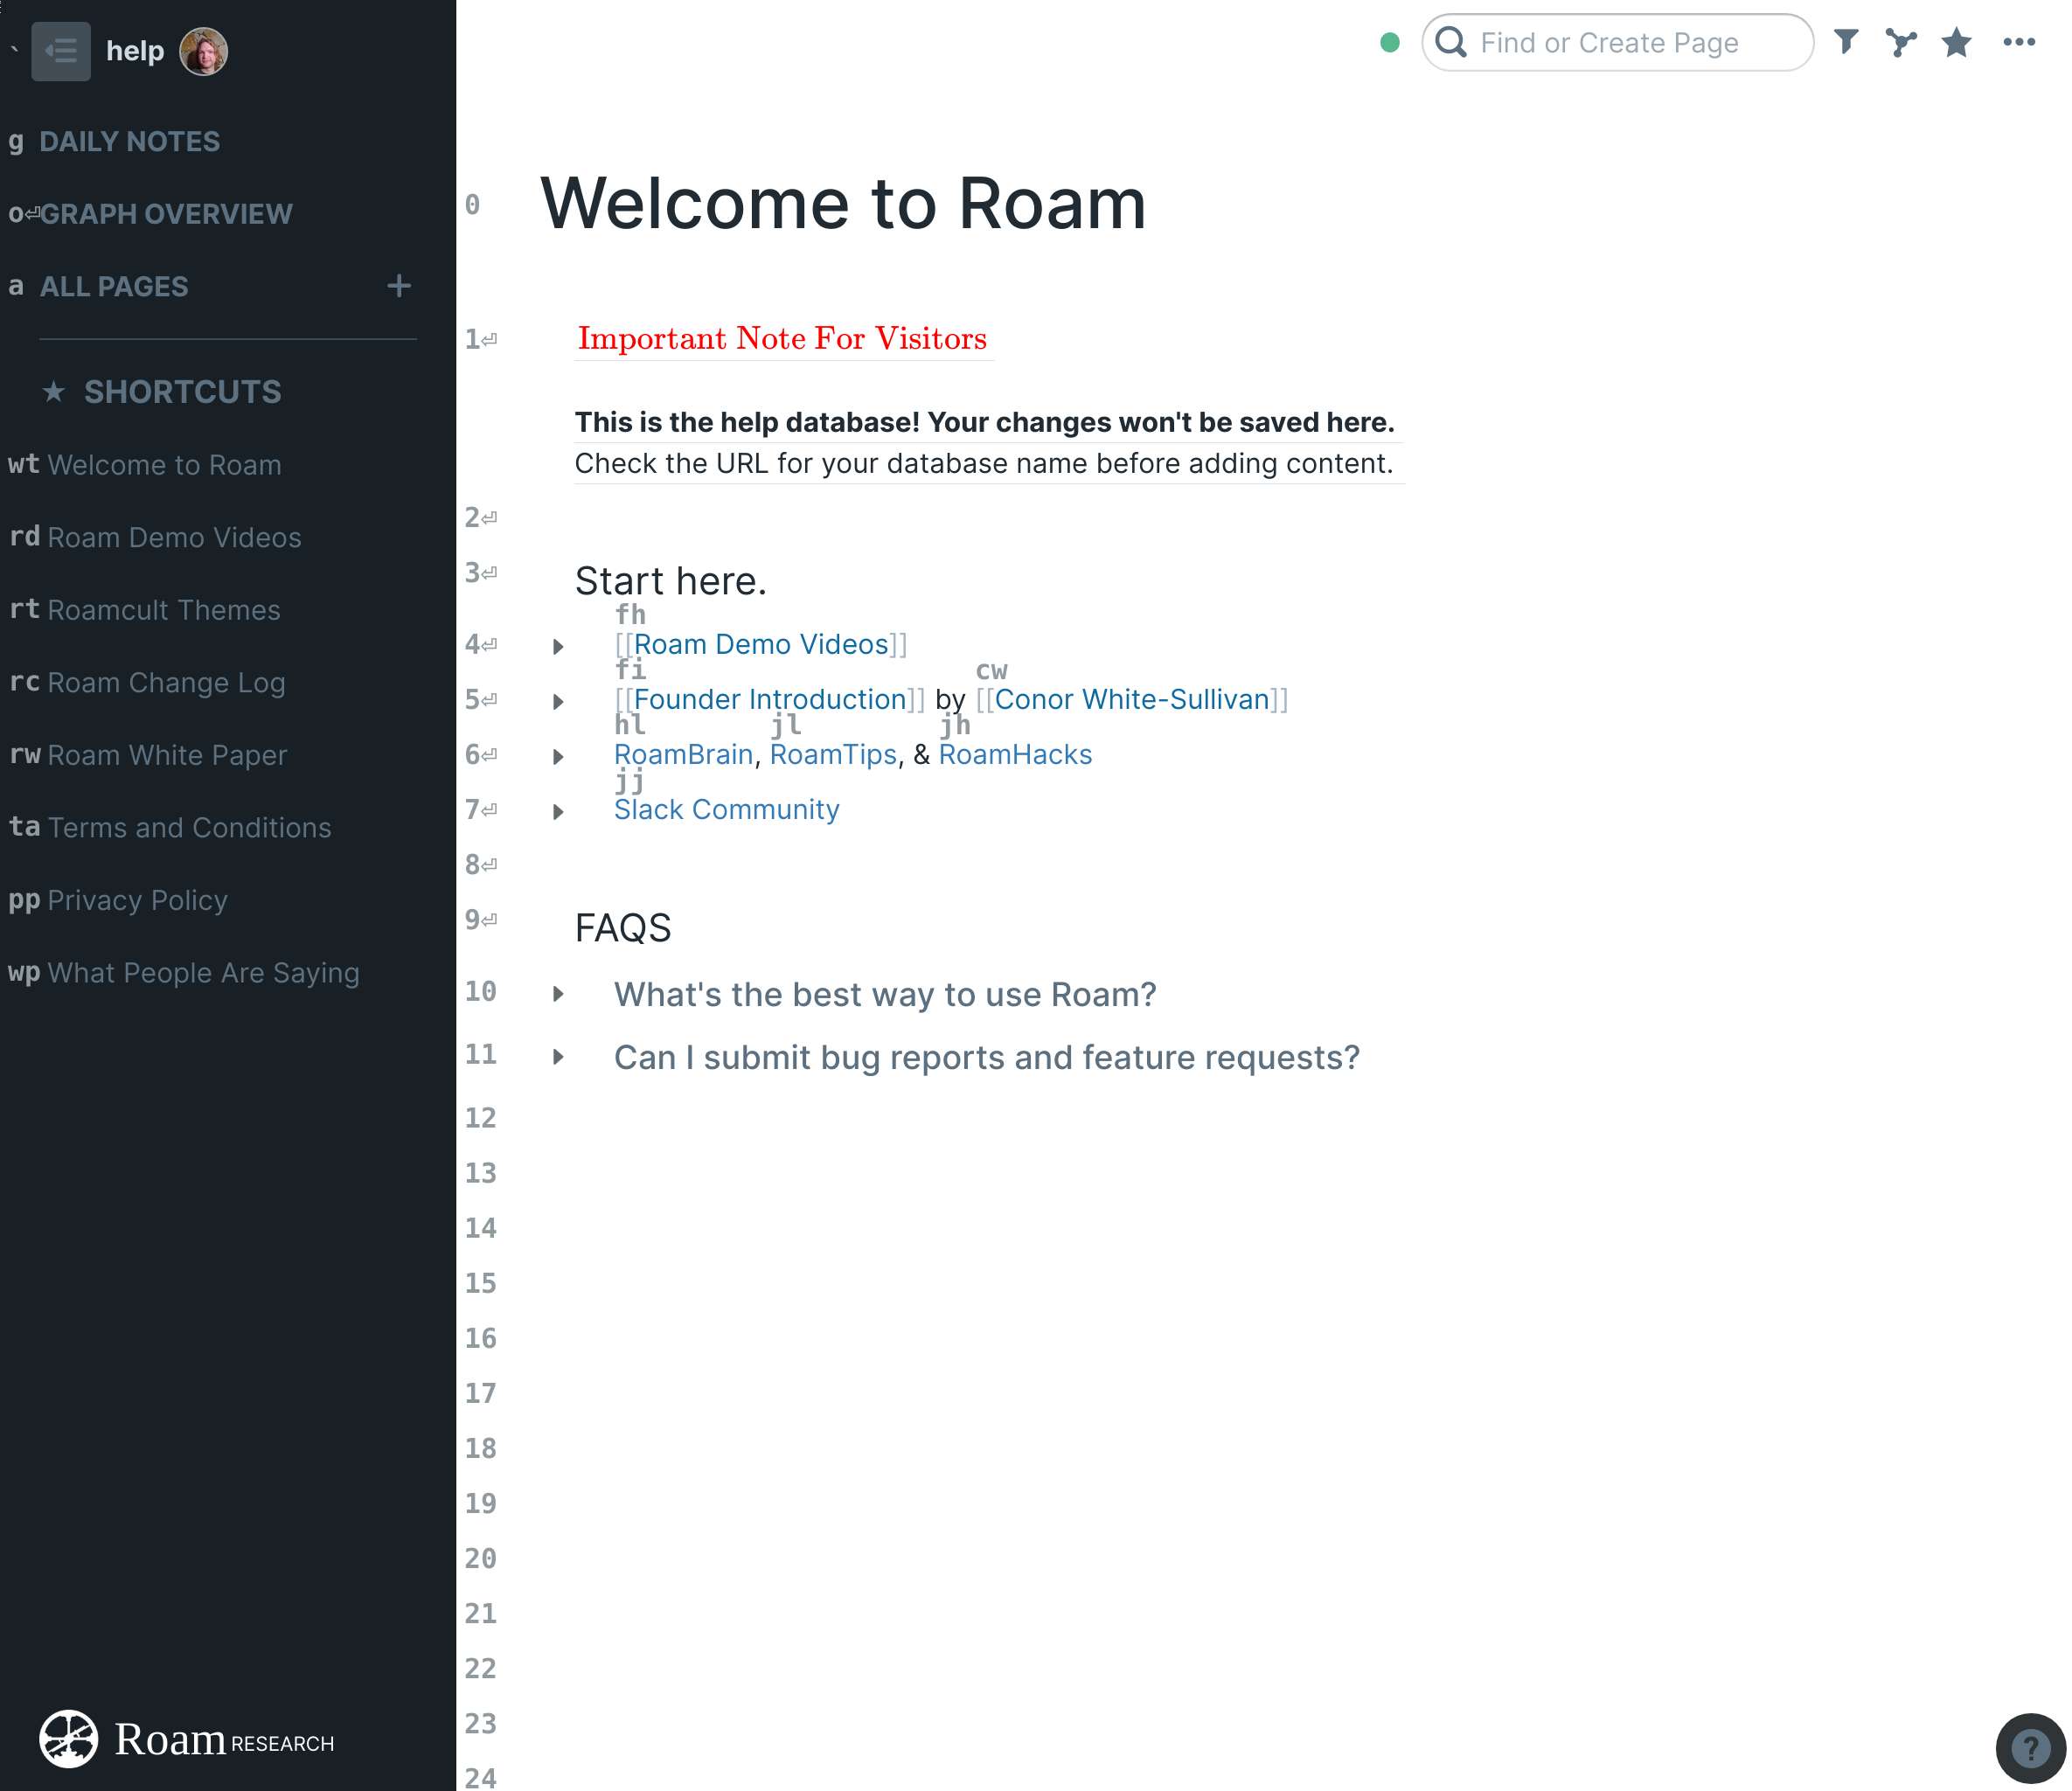 ` help
g DAILY NOTES
o⏎ GRAPH OVERVIEW
a ALL PAGES +
★ SHORTCUTS
wt Welcome to Roam
rd Roam Demo Videos
rt Roamcult Themes
rc Roam Change Log
rw Roam White Paper
ta Terms and Conditions
pp Privacy Policy
wp What People Are Saying
Roam RESEARCH
Find or Create Page
0 Welcome to Roam
1⏎ Important Note For Visitors
This is the help database! Your changes won't be saved here.
Check the URL for your database name before adding content.
2⏎
3⏎ Start here.
fh
4⏎ [[Roam Demo Videos]]
fi cw
5⏎ [[Founder Introduction]] by [[Conor White-Sullivan]]
hl jl jh
6⏎ RoamBrain, RoamTips, & RoamHacks
jj
7⏎ Slack Community
8⏎
9⏎ FAQS
10 What's the best way to use Roam?
11 Can I submit bug reports and feature requests?
12
13
14
15
16
17
18
19
20
21
22
23
24
?